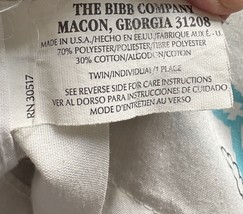 THE BIBB COMPANY
MACON, GEORGIA 31208
MADE IN U.S.A./HECHO EN EE.UU./FABRIQUE AUX É.
70% POLYESTER/POLIESTER/POLYESTER
30% COTTON/ALGODON/COTON
TWIN/INDIVIDUAL/1 PLACE
SEE REVERSE SIDE FOR CARE INSTRUCTIONS
VER AL DORSO PARA INSTRUCCIONES DE CUIDADO
MODE D'ENTRETIEN AU VERSO
RN 30517